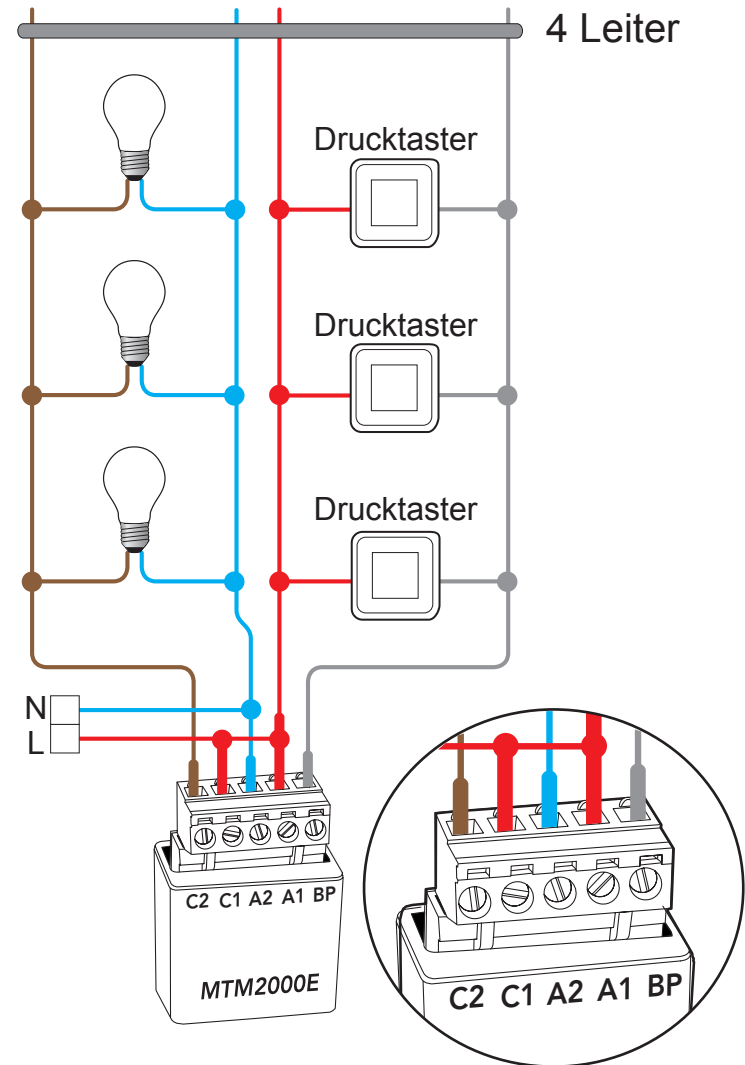 4 Leiter
Drucktaster
Drucktaster
Drucktaster
N
L
C2 C1 A2 A1 BP
MTM2000E
C2 C1 A2 A1 BP